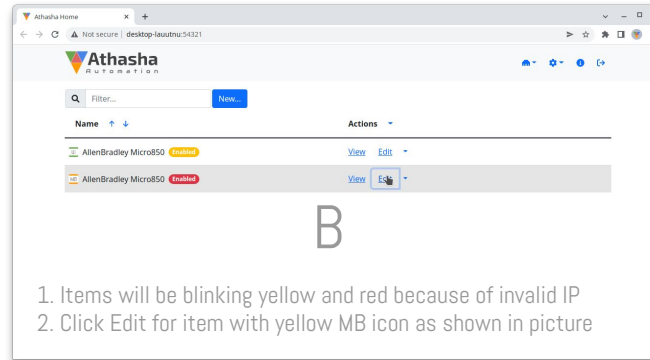 Athasha Home
Not secure | desktop-lauutnu:54321
Athasha
Automation
Filter... New...
Name Actions
AllenBradley Micro850 Enabled View Edit
MB AllenBradley Micro850 Enabled View Edit
B
1. Items will be blinking yellow and red because of invalid IP
2. Click Edit for item with yellow MB icon as shown in picture